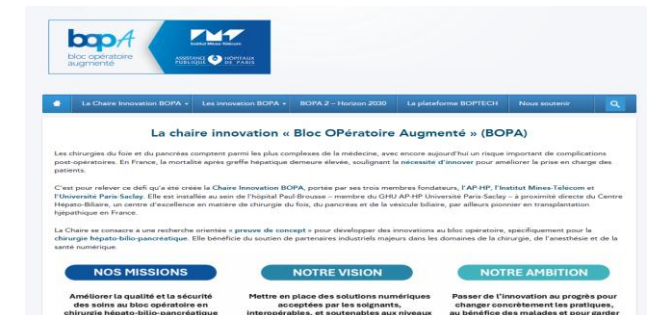 bopA
bloc opératoire
augmenté
Institut Mines-Télécom
ASSISTANCE HÔPITAUX
PUBLIQUE DE PARIS
La Chaire Innovation BOPA
Les innovation BOPA
BOPA 2 – Horizon 2030
La plateforme BOPTECH
Nous soutenir
La chaire innovation « Bloc OPératoire Augmenté » (BOPA)
Les chirurgies du foie et du pancréas comptent parmi les plus complexes de la médecine, avec encore aujourd'hui un risque important de complications
post-opératoires. En France, la mortalité après greffe hépatique demeure élevée, soulignant la nécessité d'innover pour améliorer la prise en charge des
patients.
C'est pour relever ce défi qu'a été créée la Chaire Innovation BOPA, portée par ses trois membres fondateurs, l'AP-HP, l'Institut Mines-Télécom et
l'Université Paris-Saclay. Elle est installée au sein de l'hôpital Paul-Brousse – membre du GHU AP-HP Université Paris-Saclay – à proximité directe du Centre
Hépato-Biliaire, un centre d'excellence en matière de chirurgie du foie, du pancréas et de la vésicule biliaire, par ailleurs pionnier en transplantation
hépathique en France.
La Chaire se consacre à une recherche orientée « preuve de concept » pour développer des innovations au bloc opératoire, spécifiquement pour la
chirurgie hépato-bilio-pancréatique. Elle bénéficie du soutien de partenaires industriels majeurs dans les domaines de la chirurgie, de l'anesthésie et de la
santé numérique.
NOS MISSIONS
NOTRE VISION
NOTRE AMBITION
Améliorer la qualité et la sécurité
des soins au bloc opératoire en
chirurgie hépato-bilio-pancréatique
Mettre en place des solutions numériques
acceptées par les soignants,
interopérables, et soutenables aux niveaux
Passer de l'innovation au progrès pour
changer concrètement les pratiques,
au bénéfice des malades et pour garder